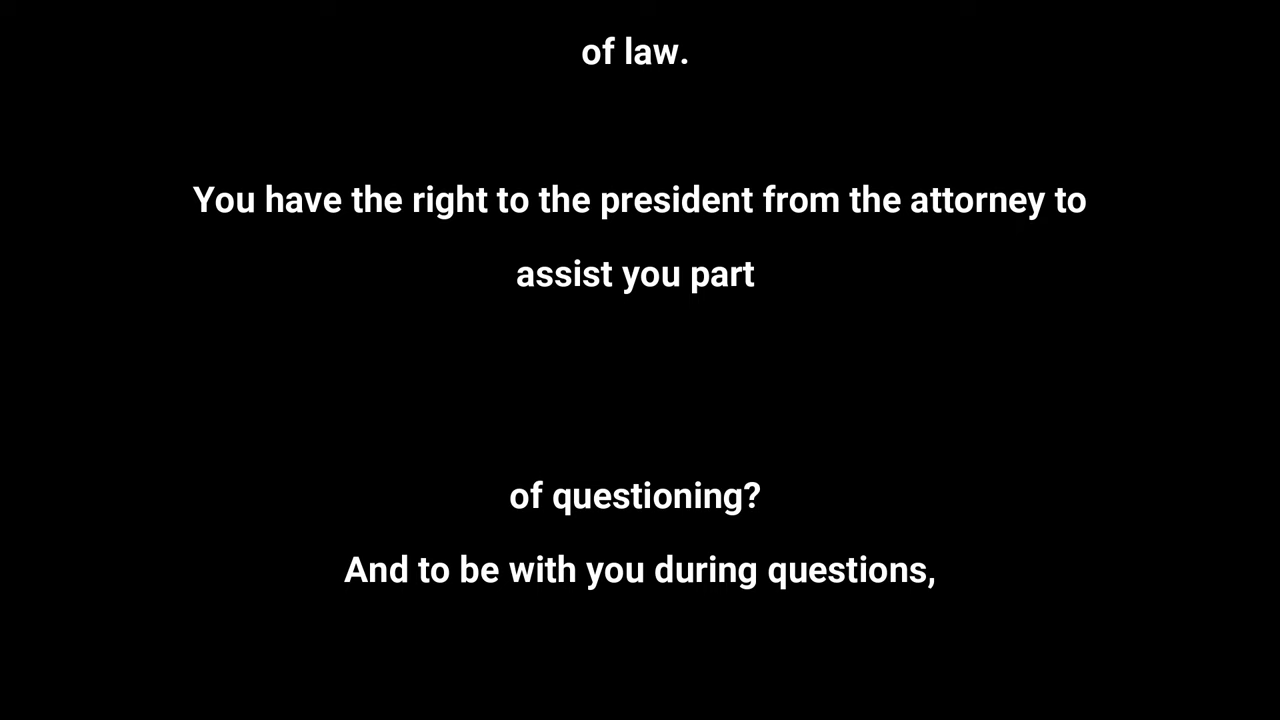 of law.
You have the right to the president from the attorney to
assist you part
of questioning?
And to be with you during questions,